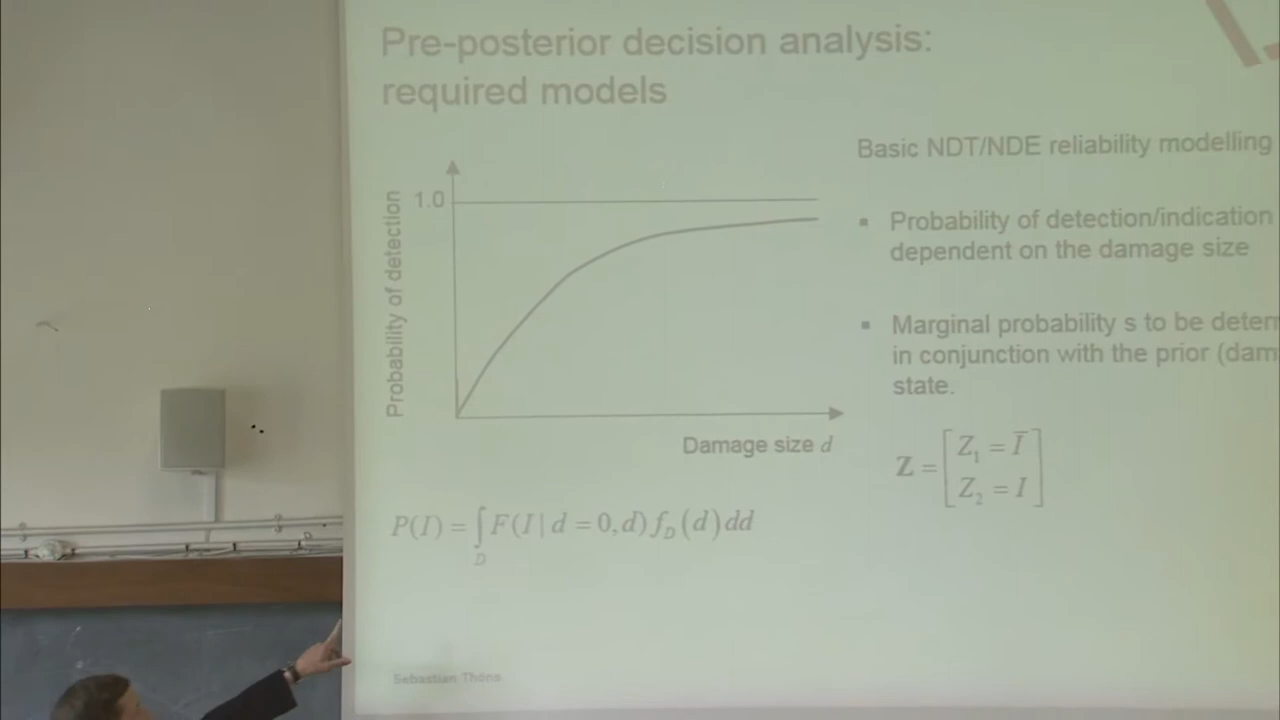 Pre-posterior decision analysis:
required models
Basic NDT/NDE reliability modelling
1.0
Probability of detection
Damage size d
Probability of detection/indication
dependent on the damage size
Marginal probability s to be
in conjunction with the prior
state.
Z = [Z₁ = Ī
Z₂ = I]
P(I) = ∫_D F(I | d = 0, d) f_D (d) dd
Sebastian Thöns